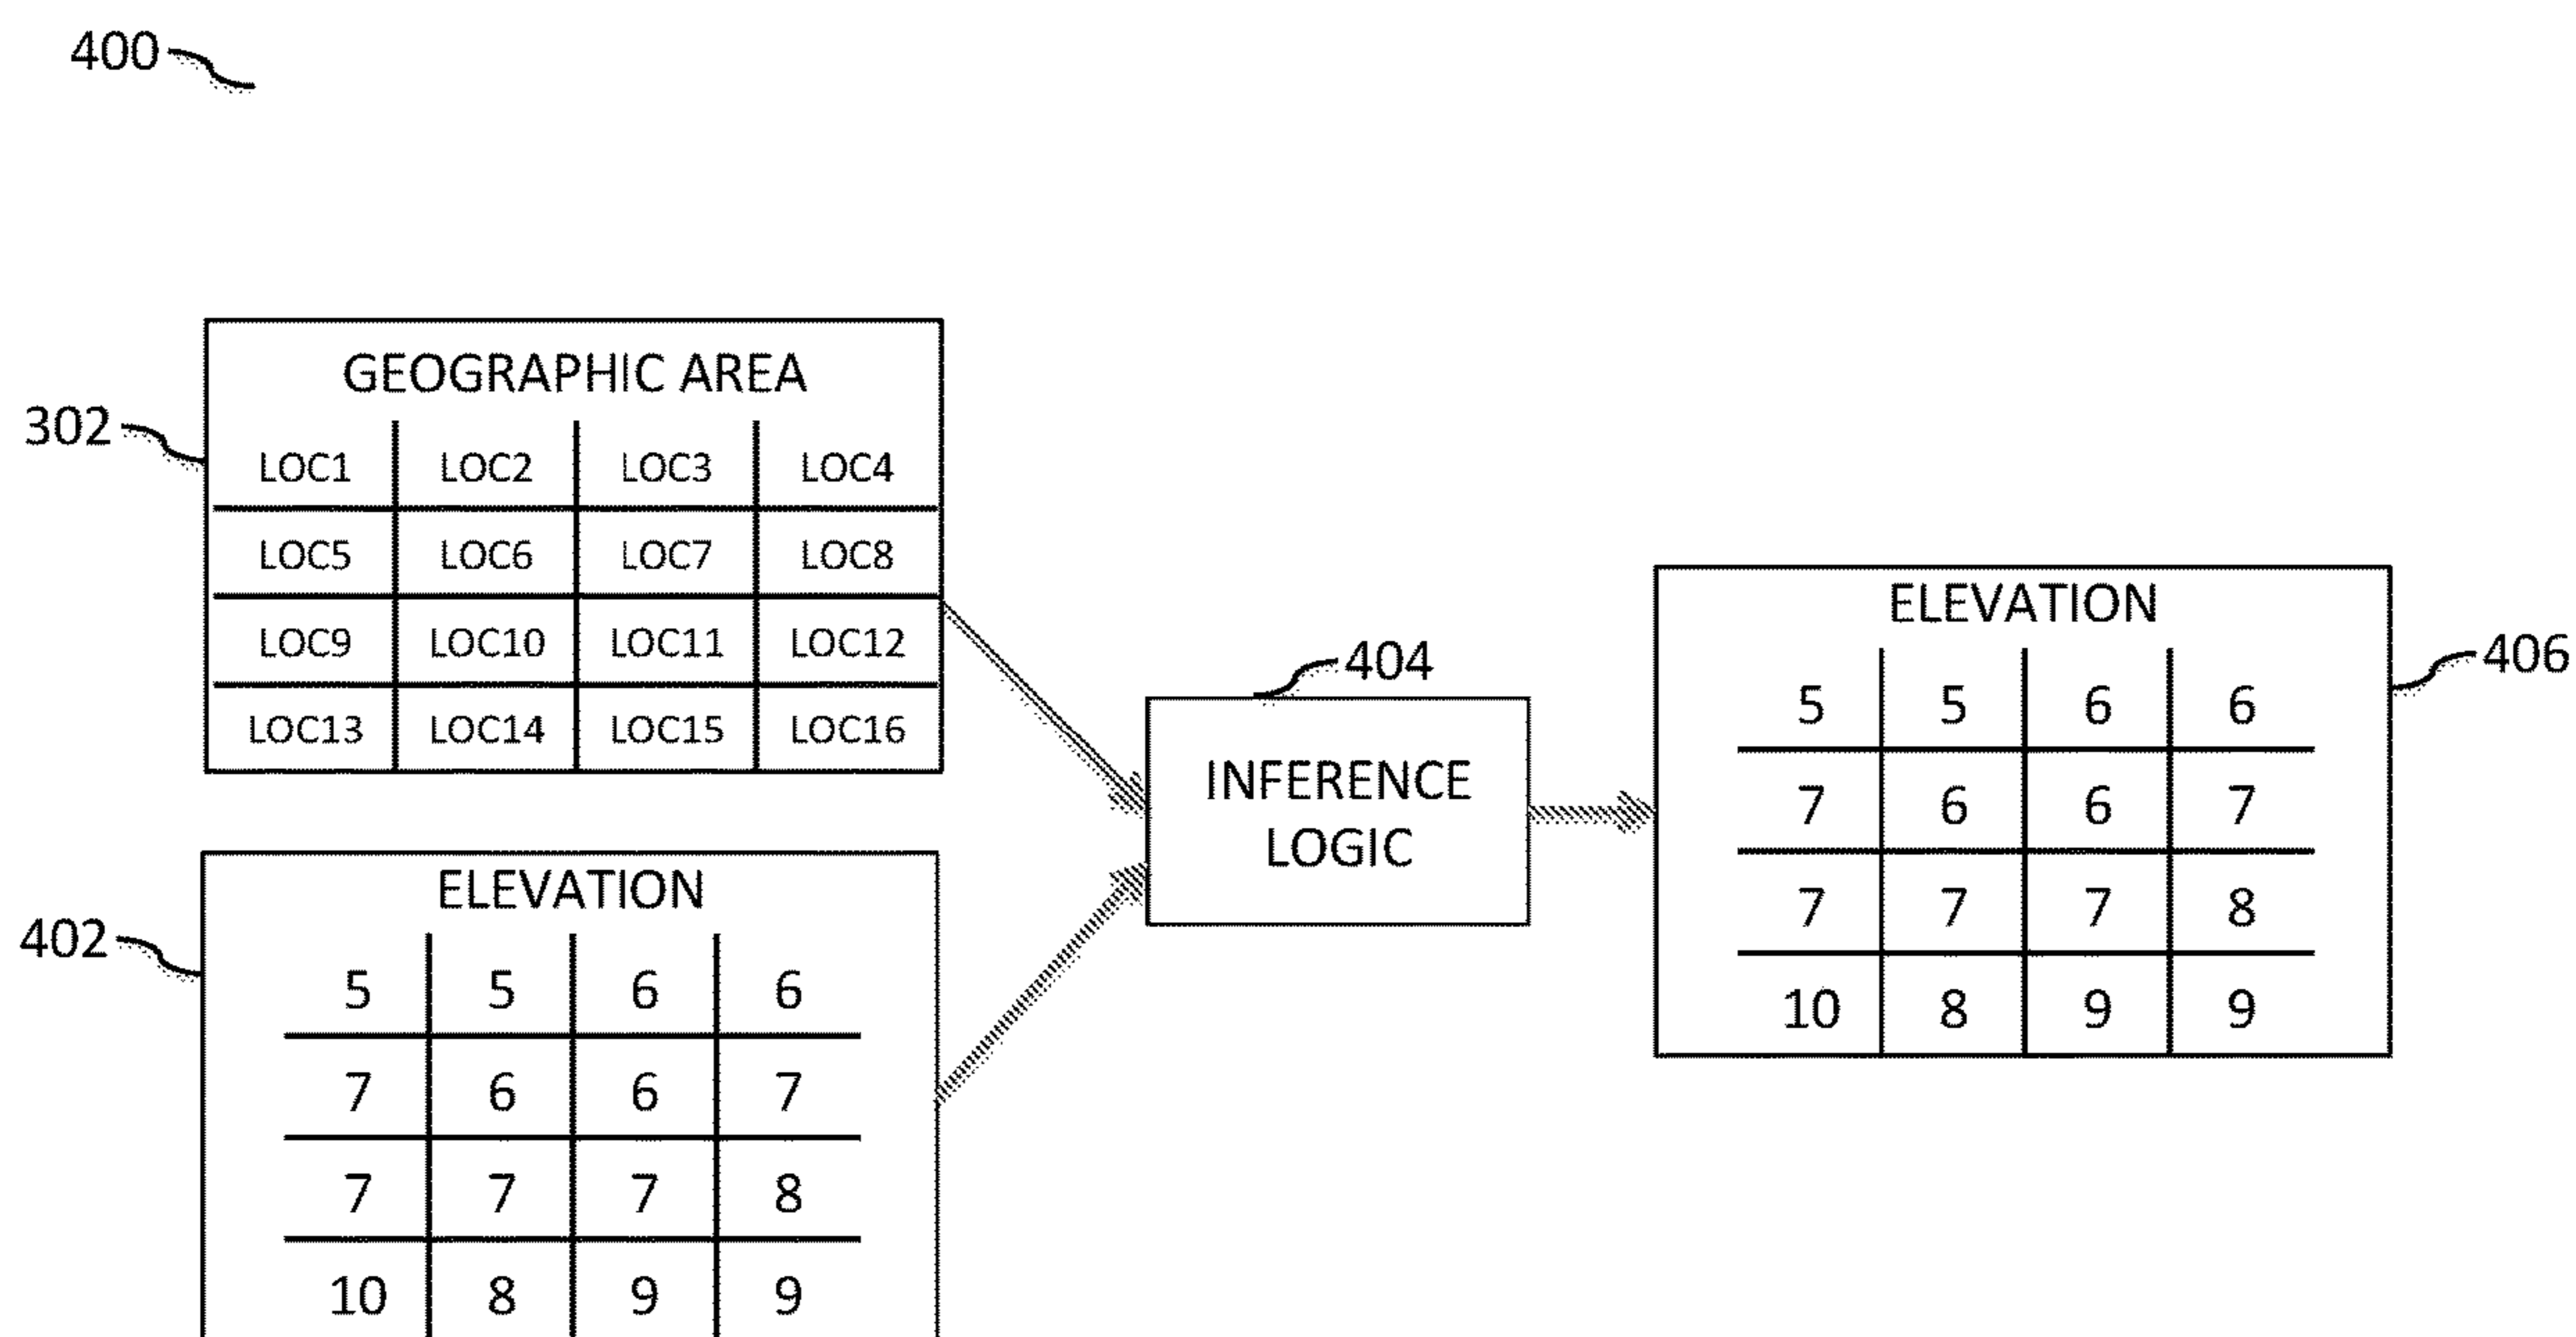 400
302
GEOGRAPHIC AREA
LOC1 LOC2 LOC3 LOC4
LOC5 LOC6 LOC7 LOC8
LOC9 LOC10 LOC11 LOC12
LOC13 LOC14 LOC15 LOC16
402
ELEVATION
5 5 6 6
7 6 6 7
7 7 7 8
10 8 9 9
404
INFERENCE
LOGIC
406
ELEVATION
5 5 6 6
7 6 6 7
7 7 7 8
10 8 9 9